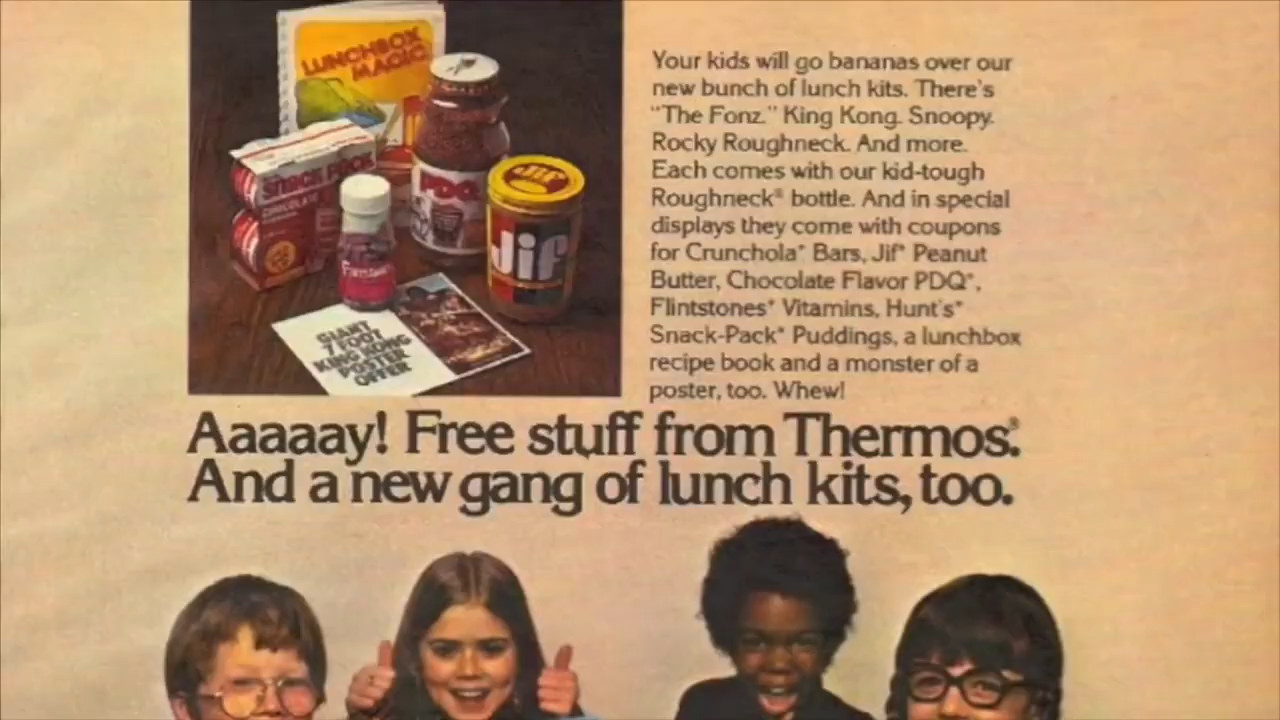 LUNCHBOX
MAGIC
SNACK PACK
CHOCOLATE
PDQ
Jif
Jif
GIANT
7 FOOT
KING KONG
POSTER
OFFER
Your kids will go bananas over our
new bunch of lunch kits. There's
"The Fonz." King Kong. Snoopy.
Rocky Roughneck. And more.
Each comes with our kid-tough
Roughneck® bottle. And in special
displays they come with coupons
for Crunchola* Bars, Jif* Peanut
Butter, Chocolate Flavor PDQ*,
Flintstones* Vitamins, Hunt's*
Snack-Pack* Puddings, a lunchbox
recipe book and a monster of a
poster, too. Whew!
Aaaaay! Free stuff from Thermos.®
And a new gang of lunch kits, too.